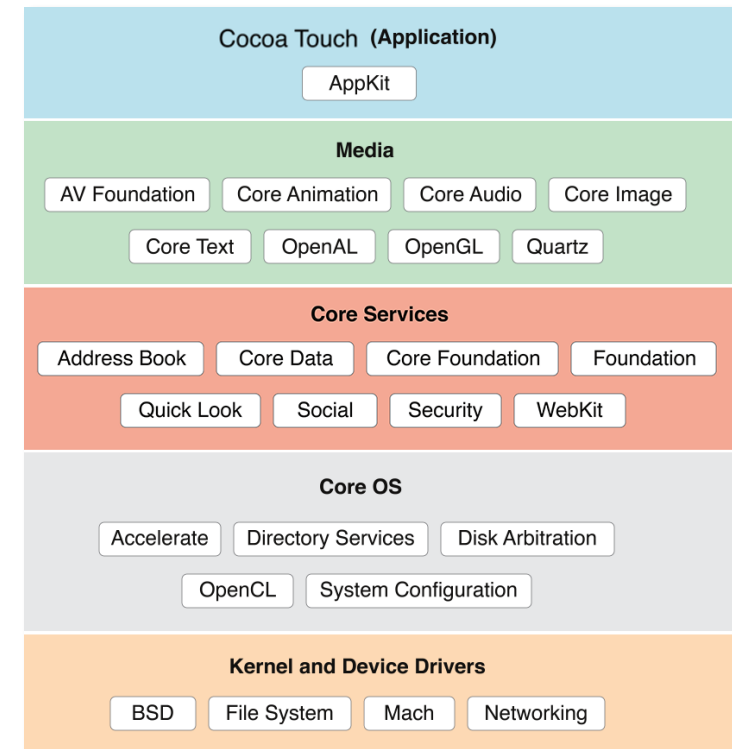 Cocoa Touch (Application)
AppKit
Media
AV Foundation Core Animation Core Audio Core Image
Core Text OpenAL OpenGL Quartz
Core Services
Address Book Core Data Core Foundation Foundation
Quick Look Social Security WebKit
Core OS
Accelerate Directory Services Disk Arbitration
OpenCL System Configuration
Kernel and Device Drivers
BSD File System Mach Networking